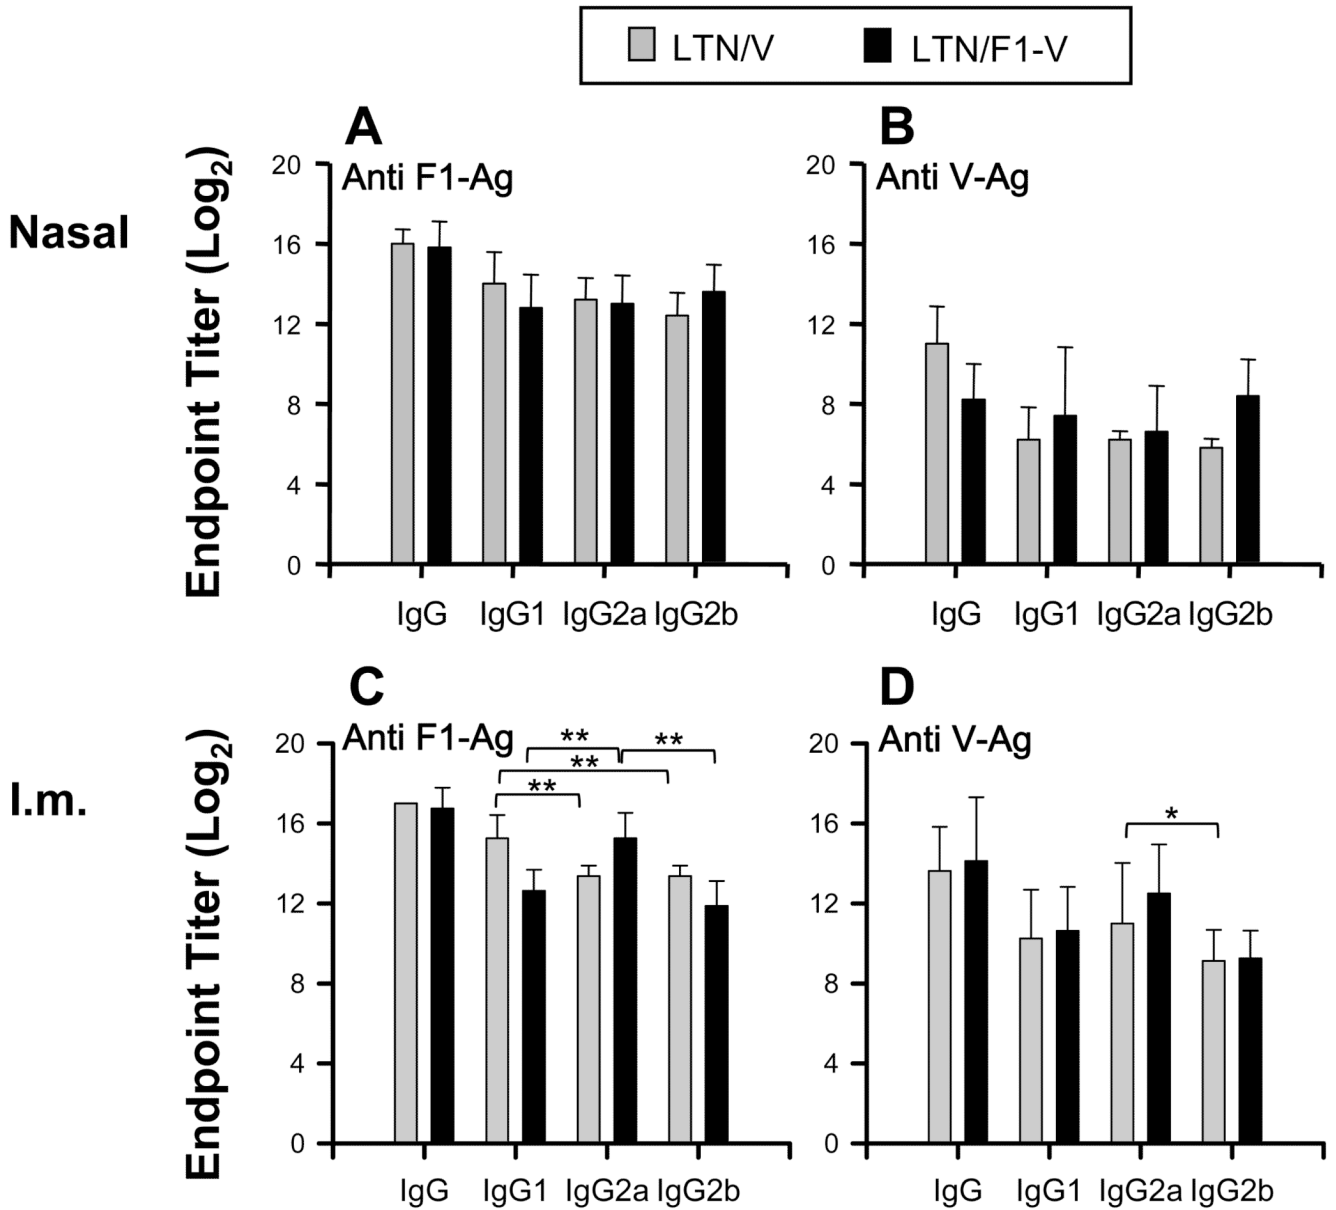 LTN/V LTN/F1-V
A B
Anti F1-Ag Anti V-Ag
Nasal
Endpoint Titer (Log2)
20 16 12 8 4 0
20 16 12 8 4 0
IgG IgG1 IgG2a IgG2b
IgG IgG1 IgG2a IgG2b
C D
Anti F1-Ag Anti V-Ag
I.m.
Endpoint Titer (Log2)
20 16 12 8 4 0
** ** ** **
20 16 12 8 4 0
*
IgG IgG1 IgG2a IgG2b
IgG IgG1 IgG2a IgG2b